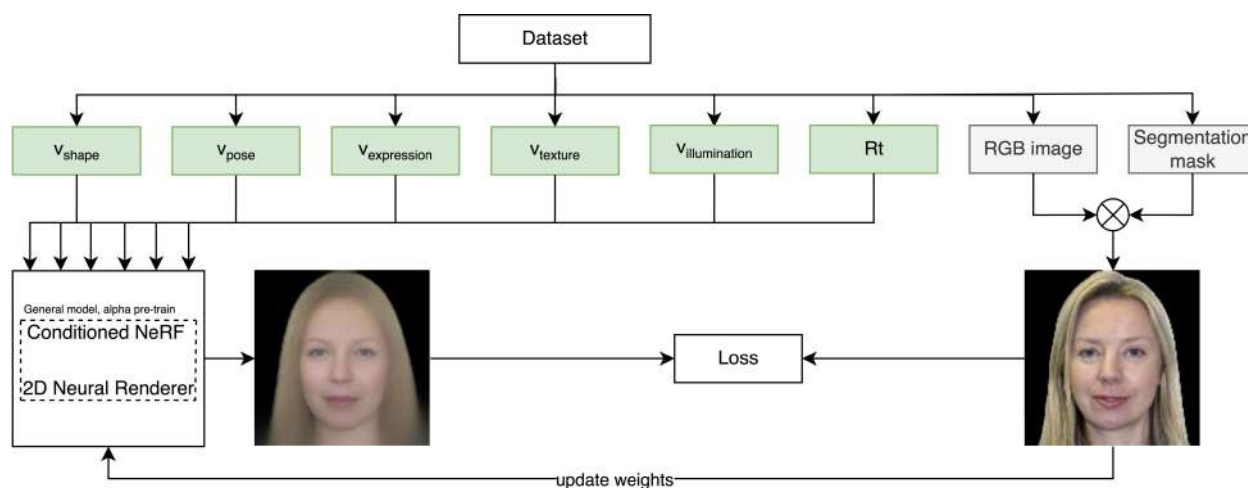 Dataset
v_shape
v_pose
v_expression
v_texture
v_illumination
Rt
RGB image
Segmentation
mask
General model, alpha pre-train
Conditioned NeRF
2D Neural Renderer
Loss
update weights